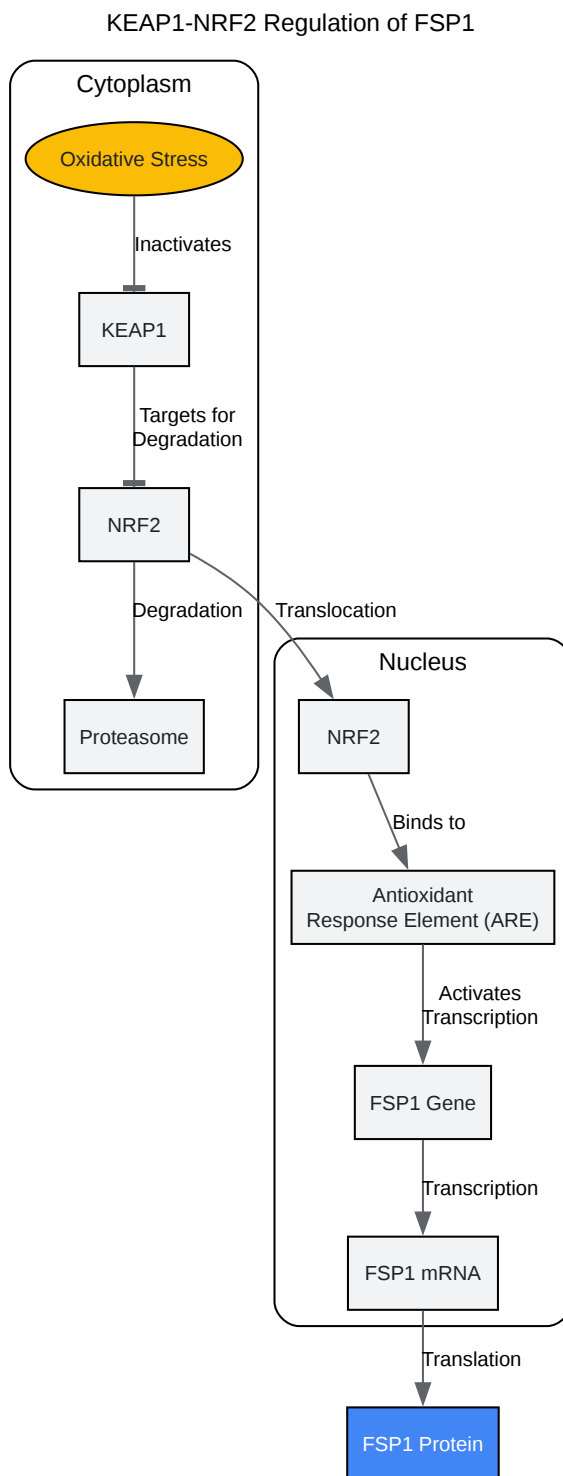 KEAP1-NRF2 Regulation of FSP1
Cytoplasm
Oxidative Stress
Inactivates
KEAP1
Targets for
Degradation
NRF2
Degradation
Translocation
Proteasome
Nucleus
NRF2
Binds to
Antioxidant
Response Element (ARE)
Activates
Transcription
FSP1 Gene
Transcription
FSP1 mRNA
Translation
FSP1 Protein